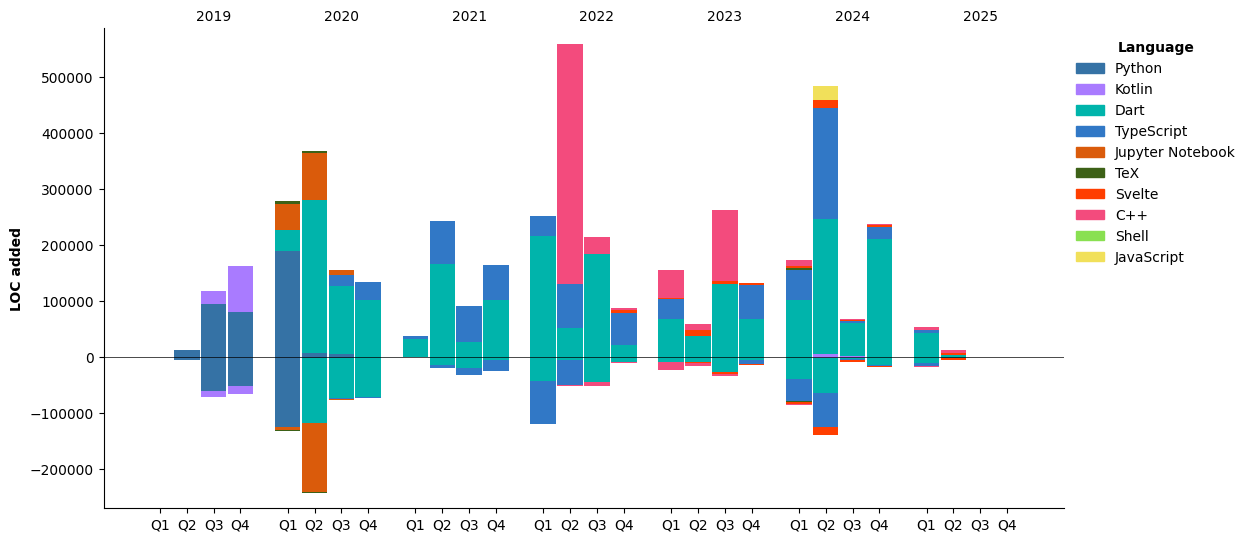 2019 2020 2021 2022 2023 2024 2025
Language
Python
Kotlin
Dart
TypeScript
Jupyter Notebook
TeX
Svelte
C++
Shell
JavaScript
LOC added
500000
400000
300000
200000
100000
0
−100000
−200000
Q1 Q2 Q3 Q4 Q1 Q2 Q3 Q4 Q1 Q2 Q3 Q4 Q1 Q2 Q3 Q4 Q1 Q2 Q3 Q4 Q1 Q2 Q3 Q4 Q1 Q2 Q3 Q4